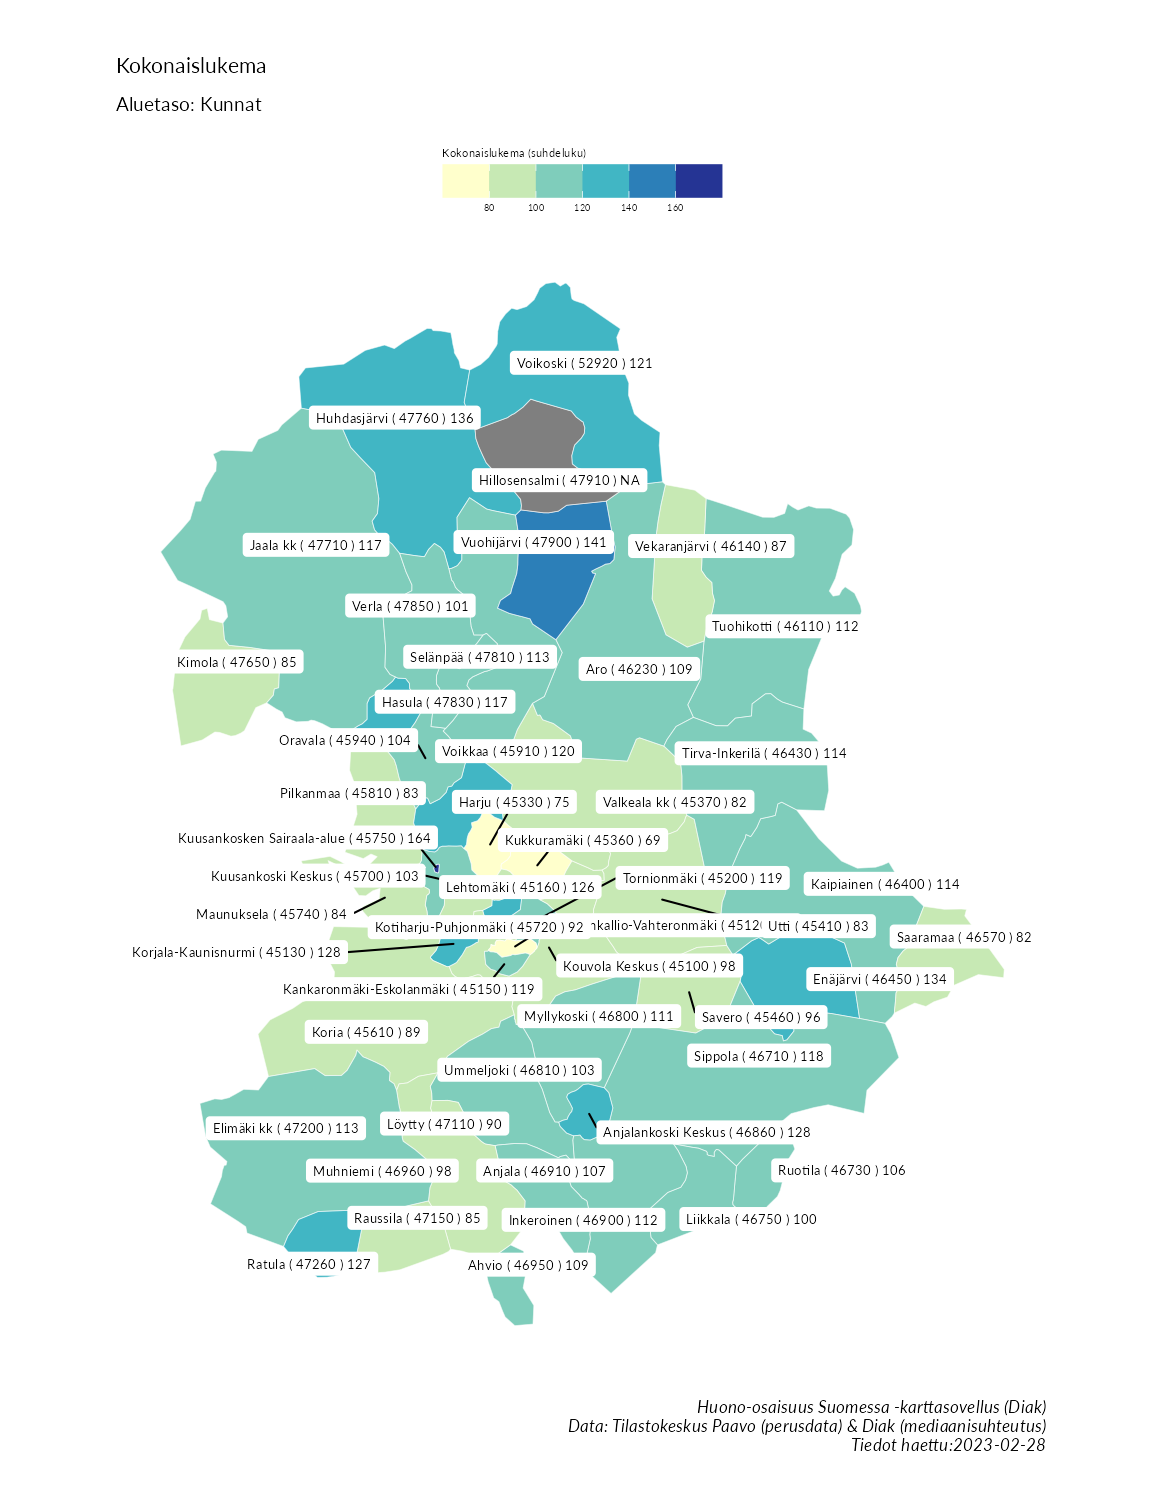 Kokonaislukema
Aluetaso: Kunnat
Kokonaislukema (suhdeluku)
80 100 120 140 160
Voikoski ( 52920 ) 121
Huhdasjärvi ( 47760 ) 136
Hillosensalmi ( 47910 ) NA
Vuohijärvi ( 47900 ) 141
Jaala kk ( 47710 ) 117
Vekaranjärvi ( 46140 ) 87
Verla ( 47850 ) 101
Tuohikotti ( 46110 ) 112
Kimola ( 47650 ) 85
Selänpää ( 47810 ) 113
Aro ( 46230 ) 109
Hasula ( 47830 ) 117
Oravala ( 45940 ) 104
Voikkaa ( 45910 ) 120
Tirva-Inkerilä ( 46430 ) 114
Pilkanmaa ( 45810 ) 83
Harju ( 45330 ) 75
Valkeala kk ( 45370 ) 82
Kuusankosken Sairaala-alue ( 45750 ) 164
Kukkuramäki ( 45360 ) 69
Kuusankoski Keskus ( 45700 ) 103
Lehtomäki ( 45160 ) 126
Tornionmäki ( 45200 ) 119
Kaipiainen ( 46400 ) 114
Maunuksela ( 45740 ) 84
Kotiharju-Puhjonmäki ( 45720 ) 92
nkallio-Vahteronmäki ( 45120
Utti ( 45410 ) 83
Saaramaa ( 46570 ) 82
Korjala-Kaunisnurmi ( 45130 ) 128
Kouvola Keskus ( 45100 ) 98
Enäjärvi ( 46450 ) 134
Kankaronmäki-Eskolanmäki ( 45150 ) 119
Myllykoski ( 46800 ) 111
Savero ( 45460 ) 96
Koria ( 45610 ) 89
Sippola ( 46710 ) 118
Ummeljoki ( 46810 ) 103
Elimäki kk ( 47200 ) 113
Löytty ( 47110 ) 90
Anjalankoski Keskus ( 46860 ) 128
Muhniemi ( 46960 ) 98
Anjala ( 46910 ) 107
Ruotila ( 46730 ) 106
Raussila ( 47150 ) 85
Inkeroinen ( 46900 ) 112
Liikkala ( 46750 ) 100
Ratula ( 47260 ) 127
Ahvio ( 46950 ) 109
Huono-osaisuus Suomessa -karttasovellus (Diak)
Data: Tilastokeskus Paavo (perusdata) & Diak (mediaanisuhteutus)
Tiedot haettu:2023-02-28